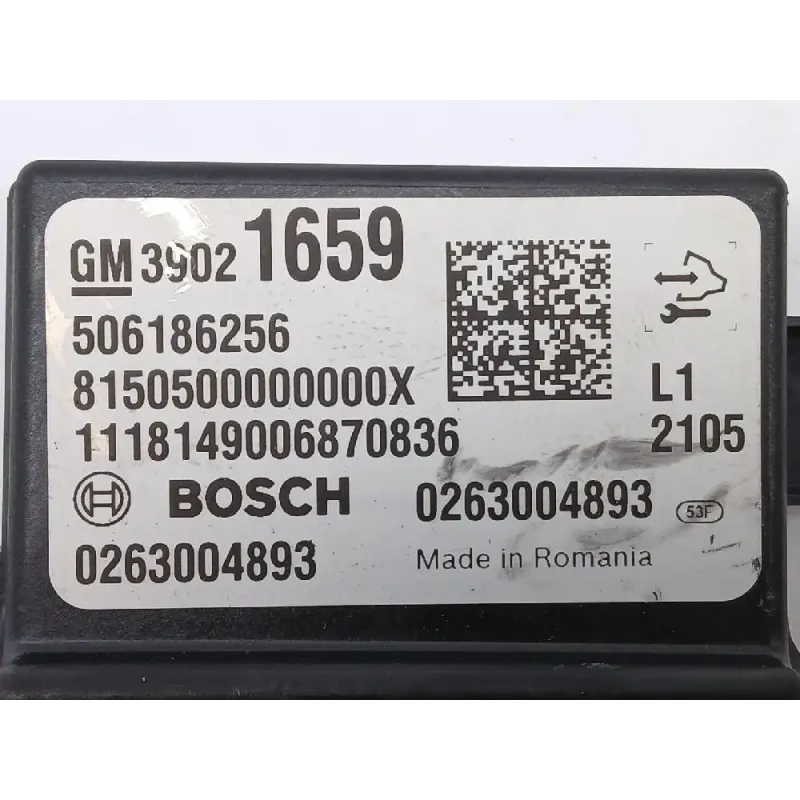 GM 3902 1659
506186256
8150500000000X
1118149006870836
L1
2105
BOSCH
0263004893
53F
0263004893
Made in Romania